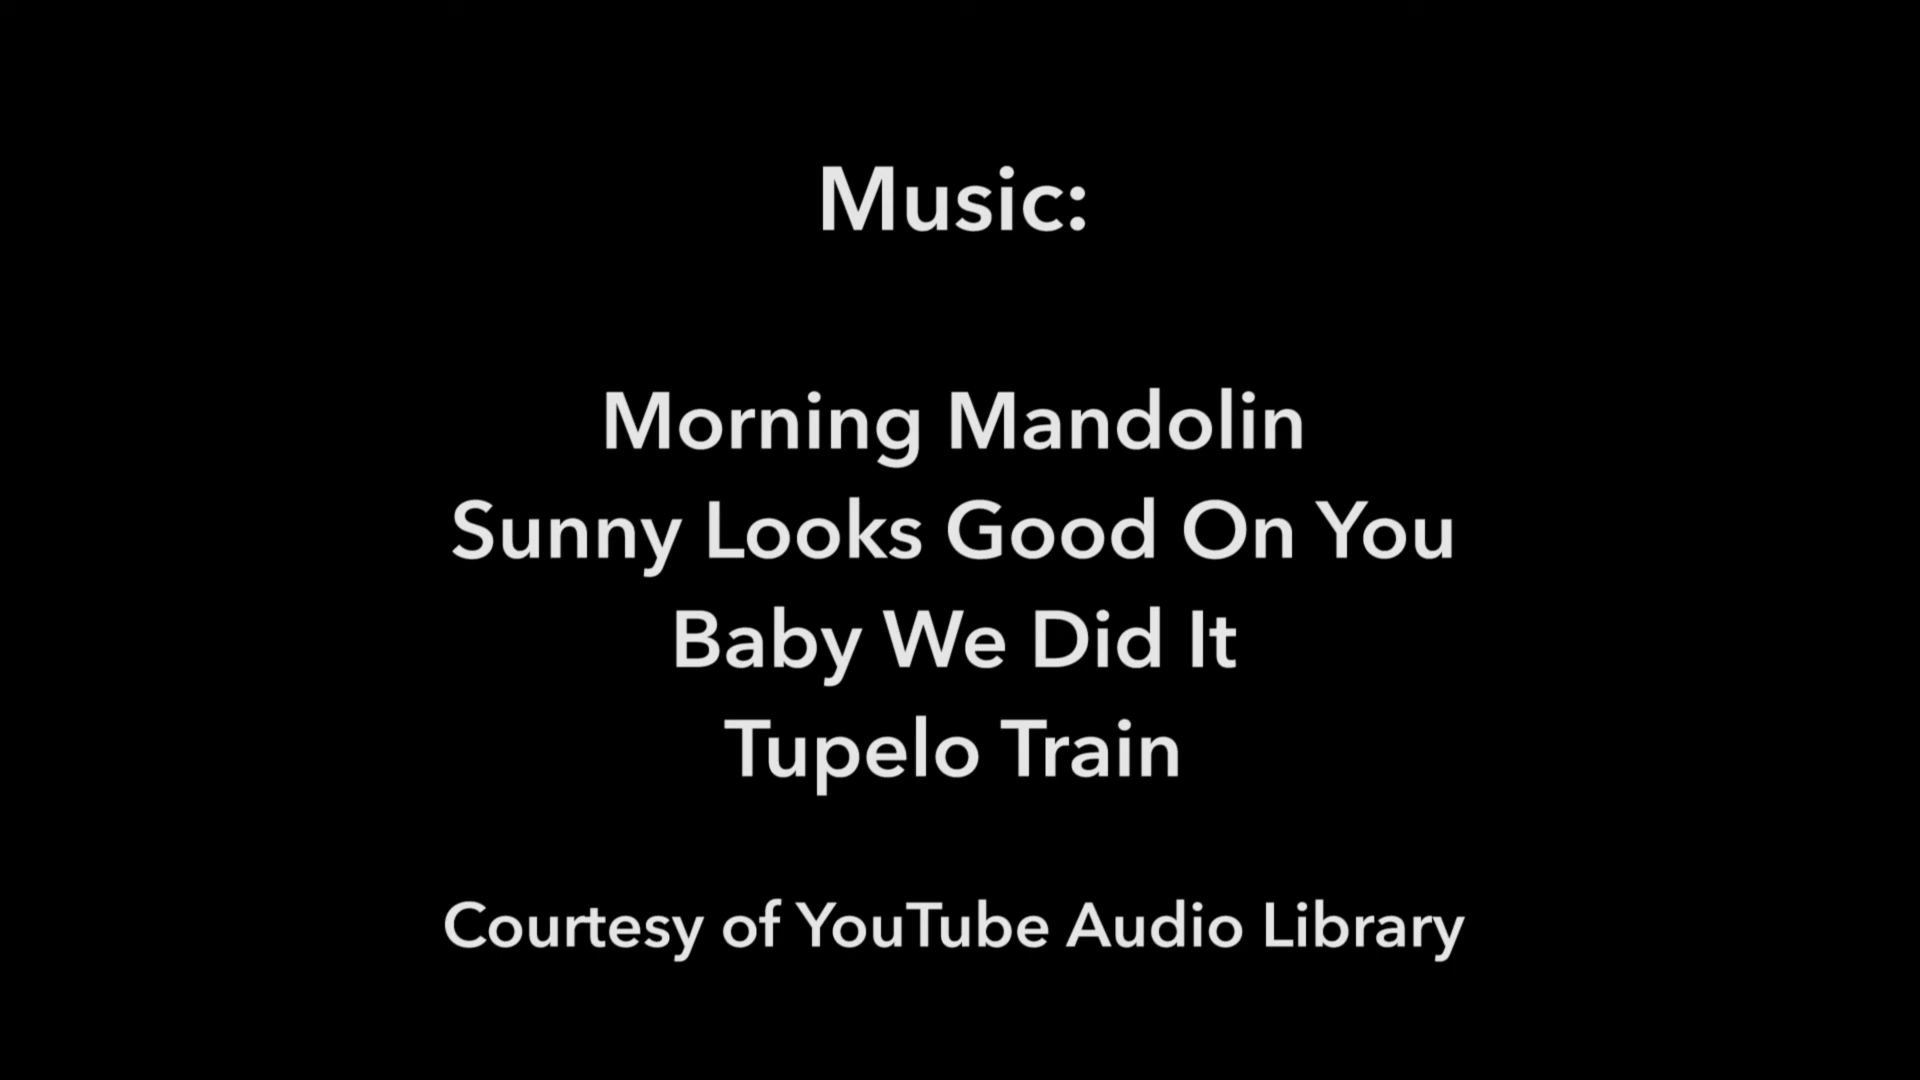 Music:
Morning Mandolin
Sunny Looks Good On You
Baby We Did It
Tupelo Train
Courtesy of YouTube Audio Library